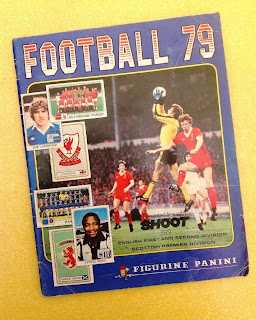 FOOTBALL 79
SHOOT
ENGLISH FIRST AND SECOND DIVISION
SCOTTISH PREMIER DIVISION
FIGURINE PANINI